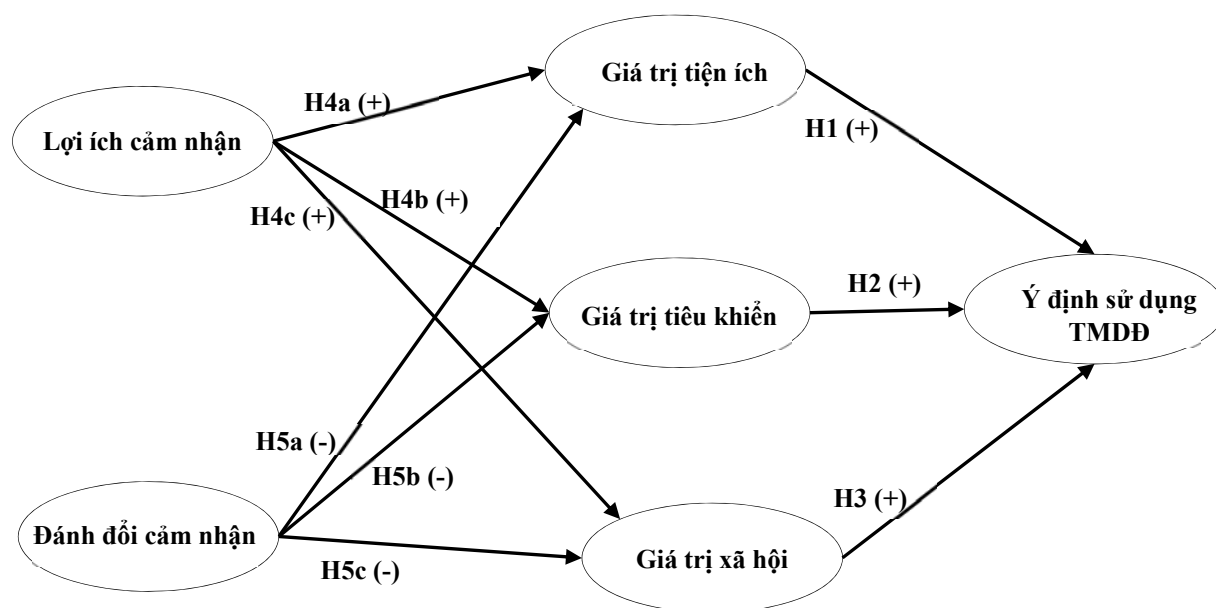 Giá trị tiện ích
H4a (+)
H1 (+)
Lợi ích cảm nhận
H4b (+)
H4c (+)
H2 (+)
Giá trị tiêu khiển
Ý định sử dụng
TMDĐ
H5a (-)
H5b (-)
H3 (+)
Đánh đổi cảm nhận
Giá trị xã hội
H5c (-)